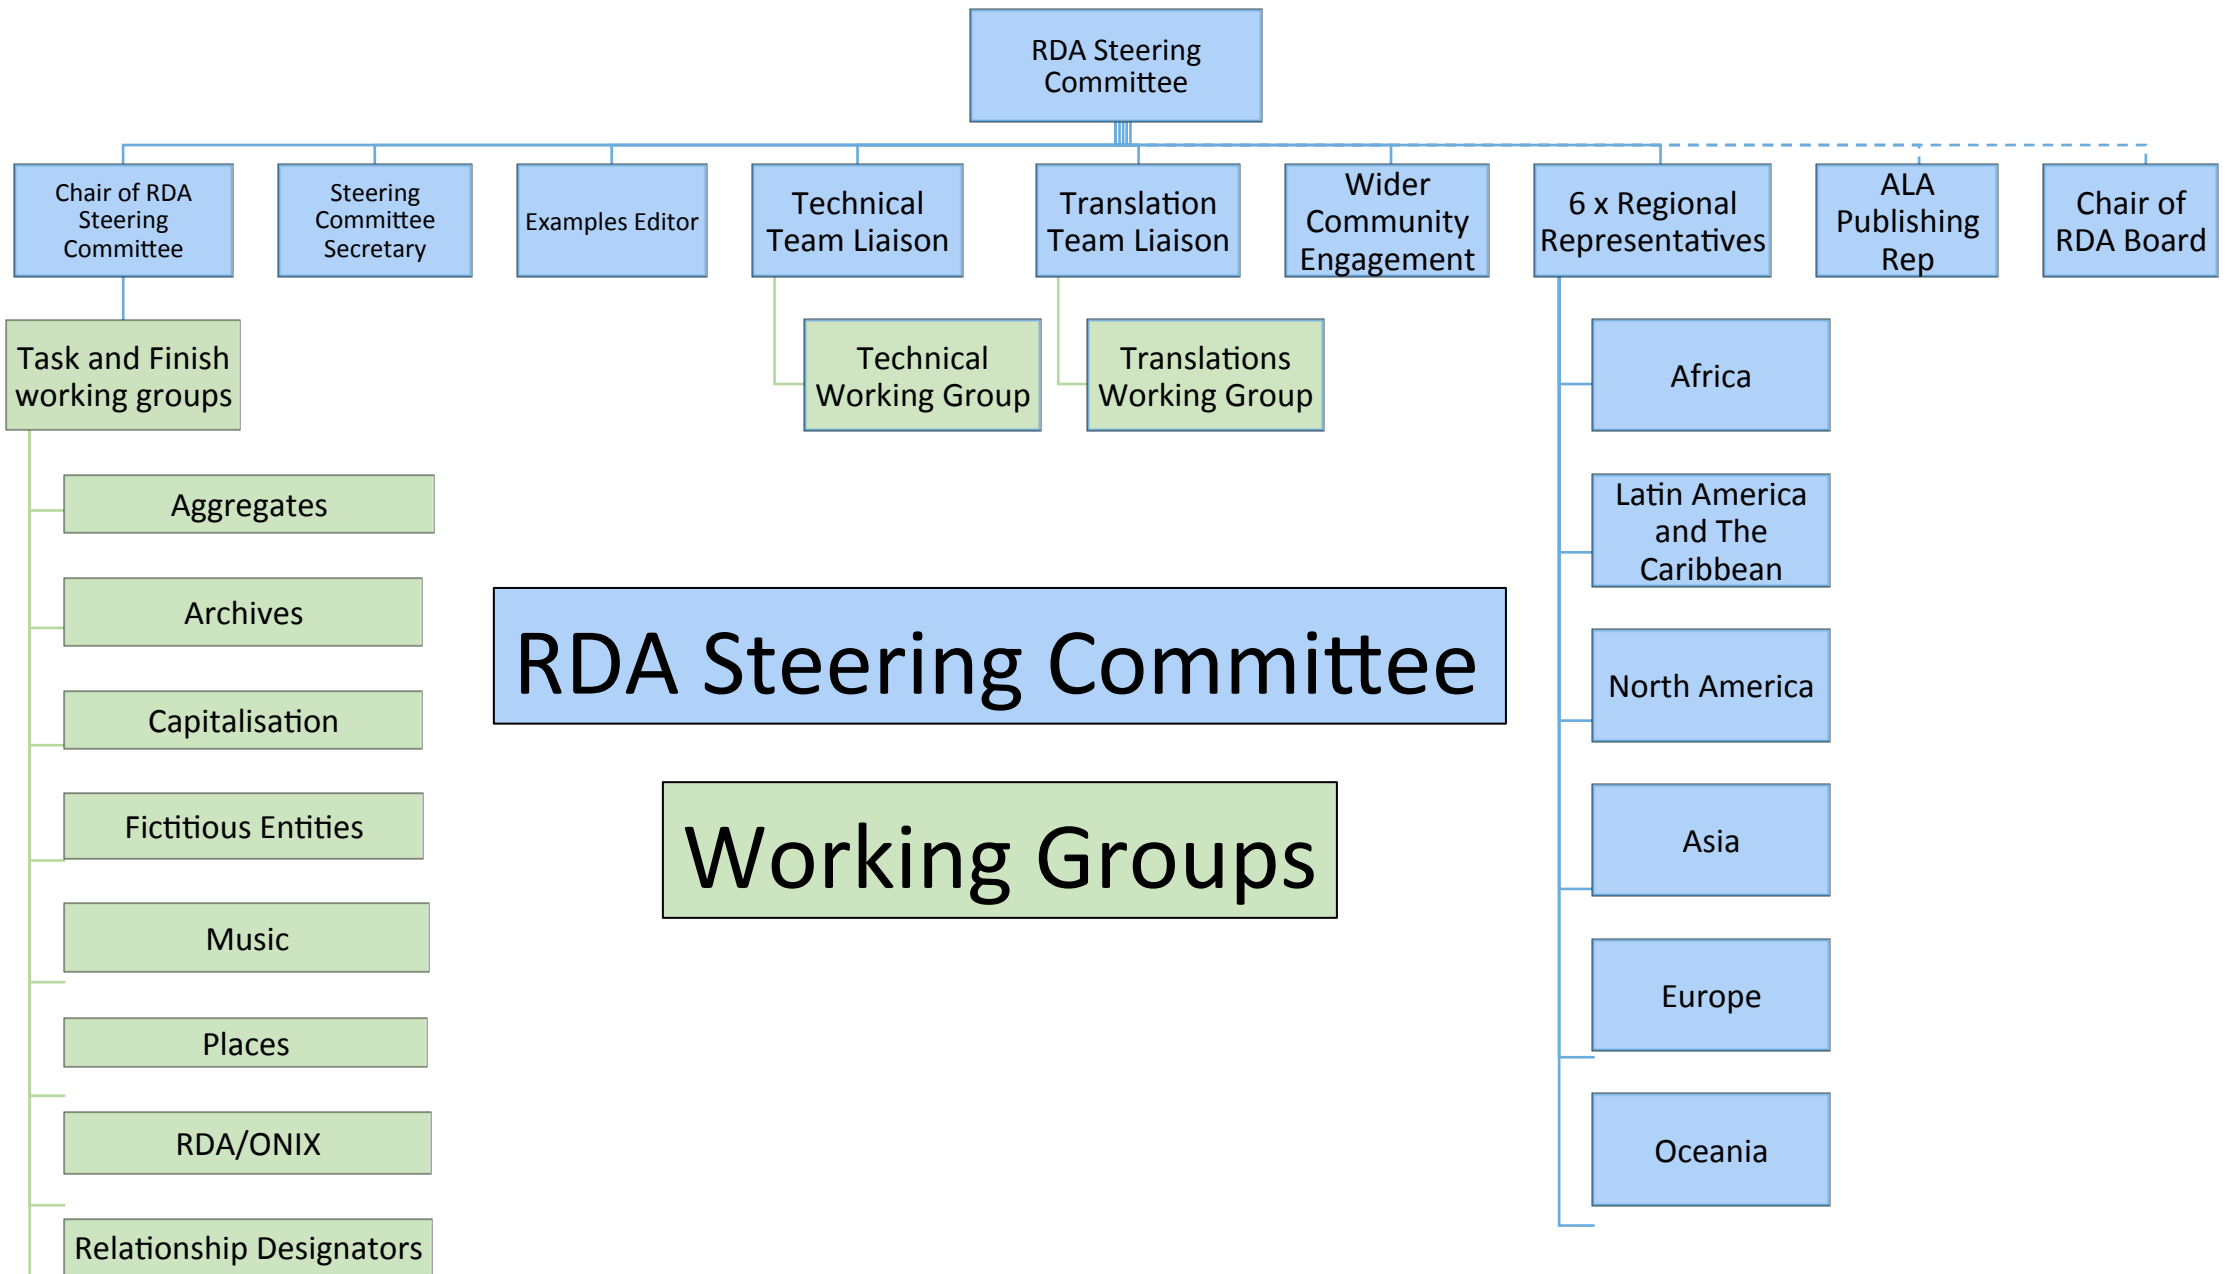 RDA Steering
Committee
Chair of RDA
Steering
Committee
Steering
Committee
Secretary
Examples Editor
Technical
Team Liaison
Translation
Team Liaison
Wider
Community
Engagement
6 x Regional
Representatives
ALA
Publishing
Rep
Chair of
RDA Board
Task and Finish
working groups
Technical
Working Group
Translations
Working Group
Africa
Aggregates
Latin America
and The
Caribbean
Archives
RDA Steering Committee
North America
Capitalisation
Working Groups
Fictitious Entities
Asia
Music
Europe
Places
RDA/ONIX
Oceania
Relationship Designators